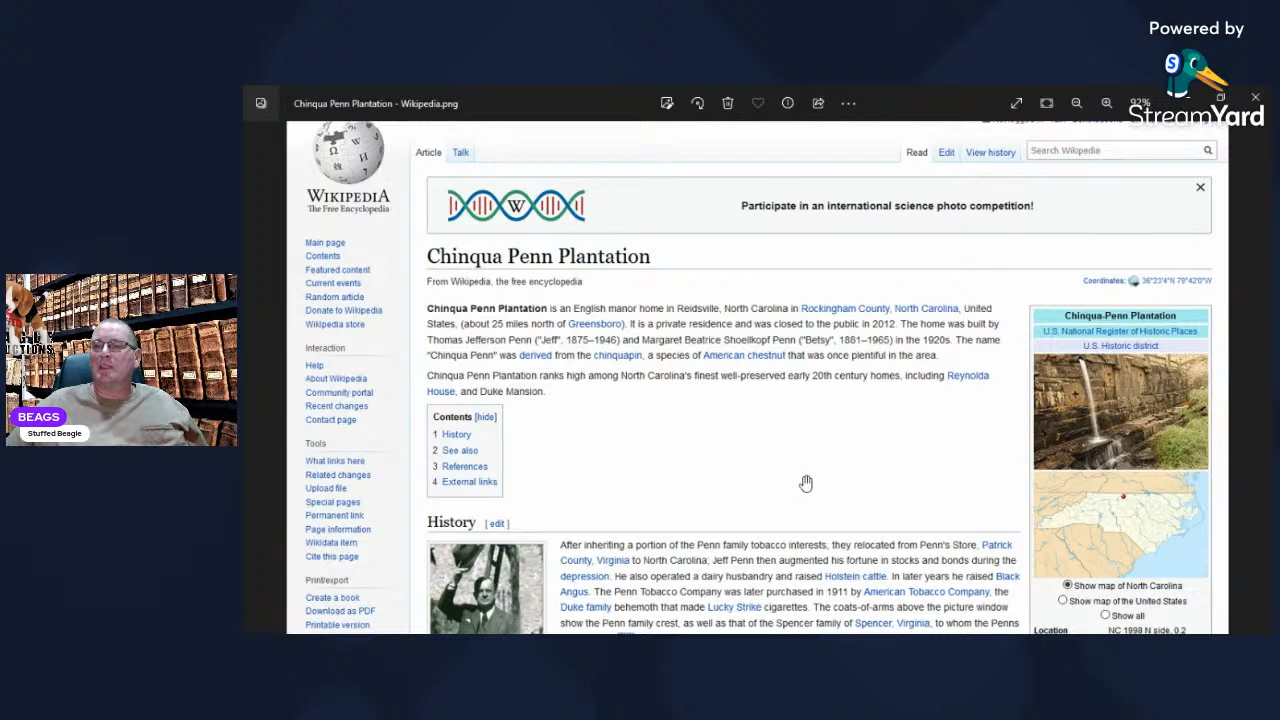 Powered by
StreamYard
Chinqua Penn Plantation - Wikipedia.png
92%
WIKIPEDIA
The Free Encyclopedia
Main page
Contents
Featured content
Current events
Random article
Donate to Wikipedia
Wikipedia store
Interaction
Help
About Wikipedia
Community portal
Recent changes
Contact page
Tools
What links here
Related changes
Upload file
Special pages
Permanent link
Page information
Wikidata item
Cite this page
Print/export
Create a book
Download as PDF
Printable version
Article Talk
Read Edit View history
Search Wikipedia
W
Participate in an international science photo competition!
Chinqua Penn Plantation
From Wikipedia, the free encyclopedia
Coordinates: 36°23′4″N 79°42′0″W
Chinqua Penn Plantation is an English manor home in Reidsville, North Carolina in Rockingham County, North Carolina, United
States, (about 25 miles north of Greensboro). It is a private residence and was closed to the public in 2012. The home was built by
Thomas Jefferson Penn ("Jeff". 1875–1946) and Margaret Beatrice Shoellkopf Penn ("Betsy". 1881–1965) in the 1920s. The name
"Chinqua Penn" was derived from the chinquapin, a species of American chestnut that was once plentiful in the area.
Chinqua Penn Plantation ranks high among North Carolina's finest well-preserved early 20th century homes, including Reynolda
House, and Duke Mansion.
Contents [hide]
1 History
2 See also
3 References
4 External links
History [ edit ]
After inheriting a portion of the Penn family tobacco interests, they relocated from Penn's Store, Patrick
County, Virginia to North Carolina; Jeff Penn then augmented his fortune in stocks and bonds during the
depression. He also operated a dairy husbandry and raised Holstein cattle. In later years he raised Black
Angus. The Penn Tobacco Company was later purchased in 1911 by American Tobacco Company, the
Duke family behemoth that made Lucky Strike cigarettes. The coats-of-arms above the picture window
show the Penn family crest, as well as that of the Spencer family of Spencer, Virginia, to whom the Penns
Chinqua-Penn Plantation
U.S. National Register of Historic Places
U.S. Historic district
Show map of North Carolina
Show map of the United States
Show all
Location NC 1998 N side, 0.2
BEAGS
Stuffed Beagle